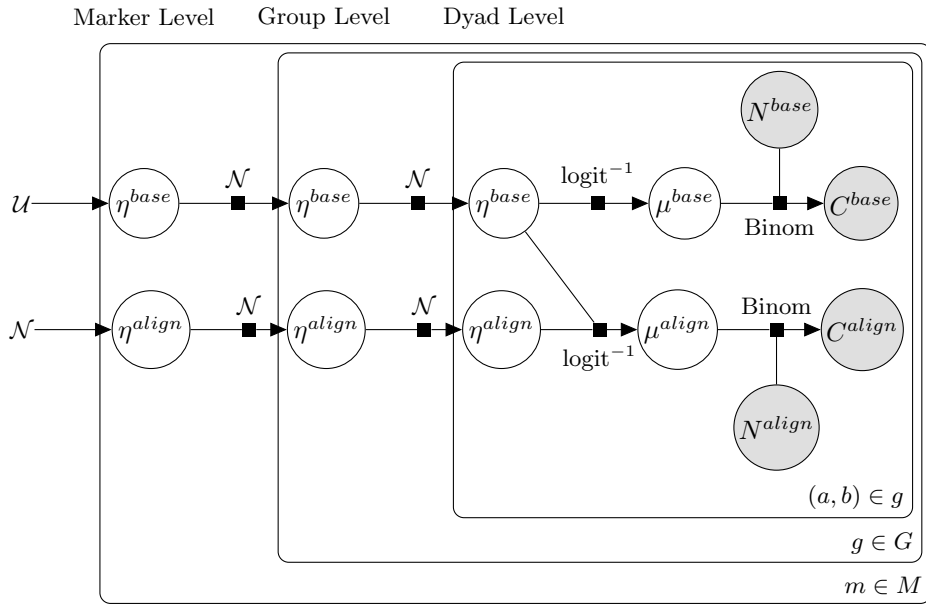 Marker Level Group Level Dyad Level
N^{base}
𝒩 𝒩 logit^{-1}
𝒰 η^{base} η^{base} η^{base} μ^{base} C^{base}
Binom
𝒩 𝒩 Binom
𝒩 η^{align} η^{align} η^{align} μ^{align} C^{align}
logit^{-1}
N^{align}
(a, b) ∈ g
g ∈ G
m ∈ M